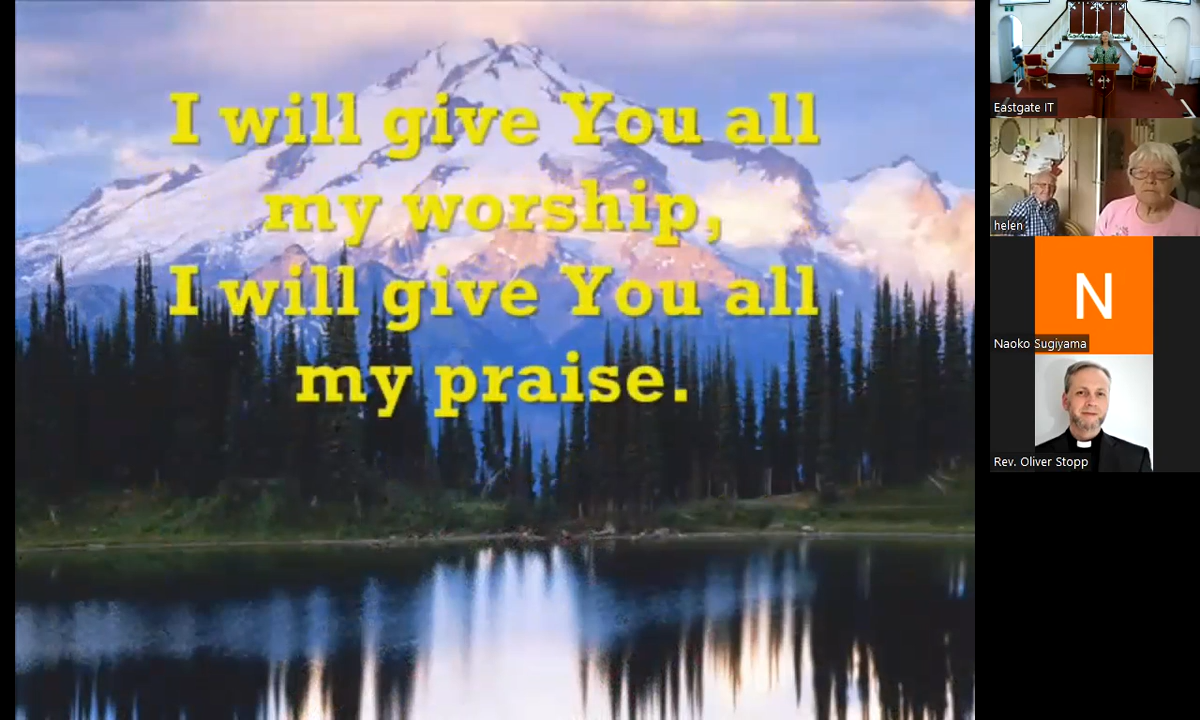 I will give You all
my worship,
I will give You all
my praise.
Eastgate IT
helen
N
Naoko Sugiyama
Rev. Oliver Stopp